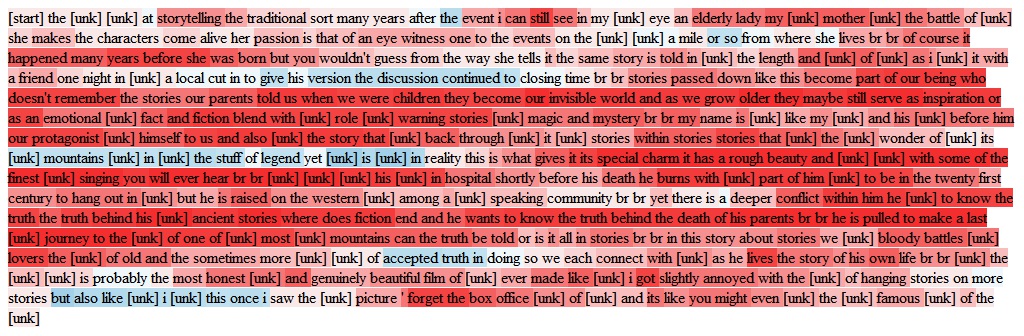 [start] the [unk] [unk] at storytelling the traditional sort many years after the event i can still see in my [unk] eye an elderly lady my [unk] mother [unk] the battle of [unk]
she makes the characters come alive her passion is that of an eye witness one to the events on the [unk] [unk] a mile or so from where she lives br br of course it
happened many years before she was born but you wouldn't guess from the way she tells it the same story is told in [unk] the length and [unk] of [unk] as i [unk] it with
a friend one night in [unk] a local cut in to give his version the discussion continued to closing time br br stories passed down like this become part of our being who
doesn't remember the stories our parents told us when we were children they become our invisible world and as we grow older they maybe still serve as inspiration or
as an emotional [unk] fact and fiction blend with [unk] role [unk] warning stories [unk] magic and mystery br br my name is [unk] like my [unk] and his [unk] before him
our protagonist [unk] himself to us and also [unk] the story that [unk] back through [unk] it [unk] stories within stories stories that [unk] the [unk] wonder of [unk] its
[unk] mountains [unk] in [unk] the stuff of legend yet [unk] is [unk] in reality this is what gives it its special charm it has a rough beauty and [unk] [unk] with some of the
finest [unk] singing you will ever hear br br [unk] [unk] [unk] his [unk] in hospital shortly before his death he burns with [unk] part of him [unk] to be in the twenty first
century to hang out in [unk] but he is raised on the western [unk] among a [unk] speaking community br br yet there is a deeper conflict within him he [unk] to know the
truth the truth behind his [unk] ancient stories where does fiction end and he wants to know the truth behind the death of his parents br br he is pulled to make a last
[unk] journey to the [unk] of one of [unk] most [unk] mountains can the truth be told or is it all in stories br br in this story about stories we [unk] bloody battles [unk]
lovers the [unk] of old and the sometimes more [unk] [unk] of accepted truth in doing so we each connect with [unk] as he lives the story of his own life br br [unk] the
[unk] [unk] is probably the most honest [unk] and genuinely beautiful film of [unk] ever made like [unk] i got slightly annoyed with the [unk] of hanging stories on more
stories but also like [unk] i [unk] this once i saw the [unk] picture ' forget the box office [unk] of [unk] and its like you might even [unk] the [unk] famous [unk] of the
[unk]